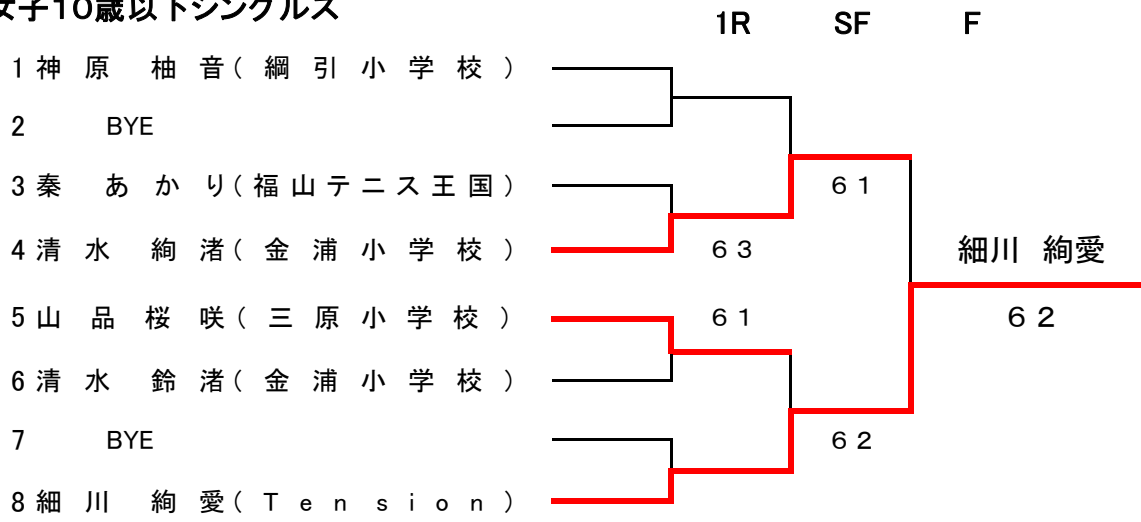 女子10歳以下シングルス
1R SF F
1 神原 柚音(綱引小学校)
2 BYE
3 秦 あかり(福山テニス王国)
61
4 清水 絢渚(金浦小学校)
63
細川 絢愛
5 山品 桜咲(三原小学校)
61
62
6 清水 鈴渚(金浦小学校)
7 BYE
62
8 細川 絢愛(Tension)